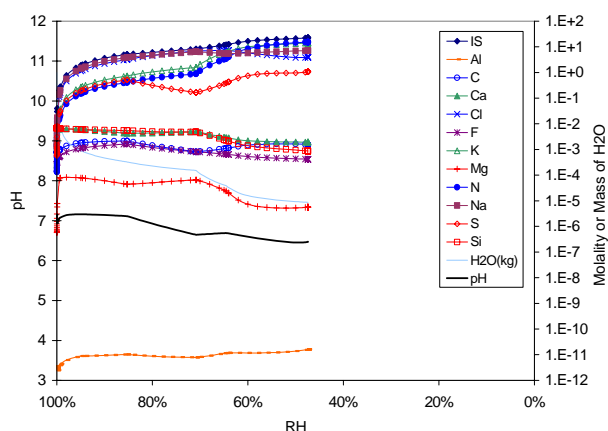 12
11
10
9
8
7
6
5
4
3
pH
100%
80%
60%
40%
20%
0%
RH
1.E+2
1.E+1
1.E+0
1.E-1
1.E-2
1.E-3
1.E-4
1.E-5
1.E-6
1.E-7
1.E-8
1.E-9
1.E-10
1.E-11
1.E-12
Molality or Mass of H2O
IS
Al
C
Ca
Cl
F
K
Mg
N
Na
S
Si
H2O(kg)
pH